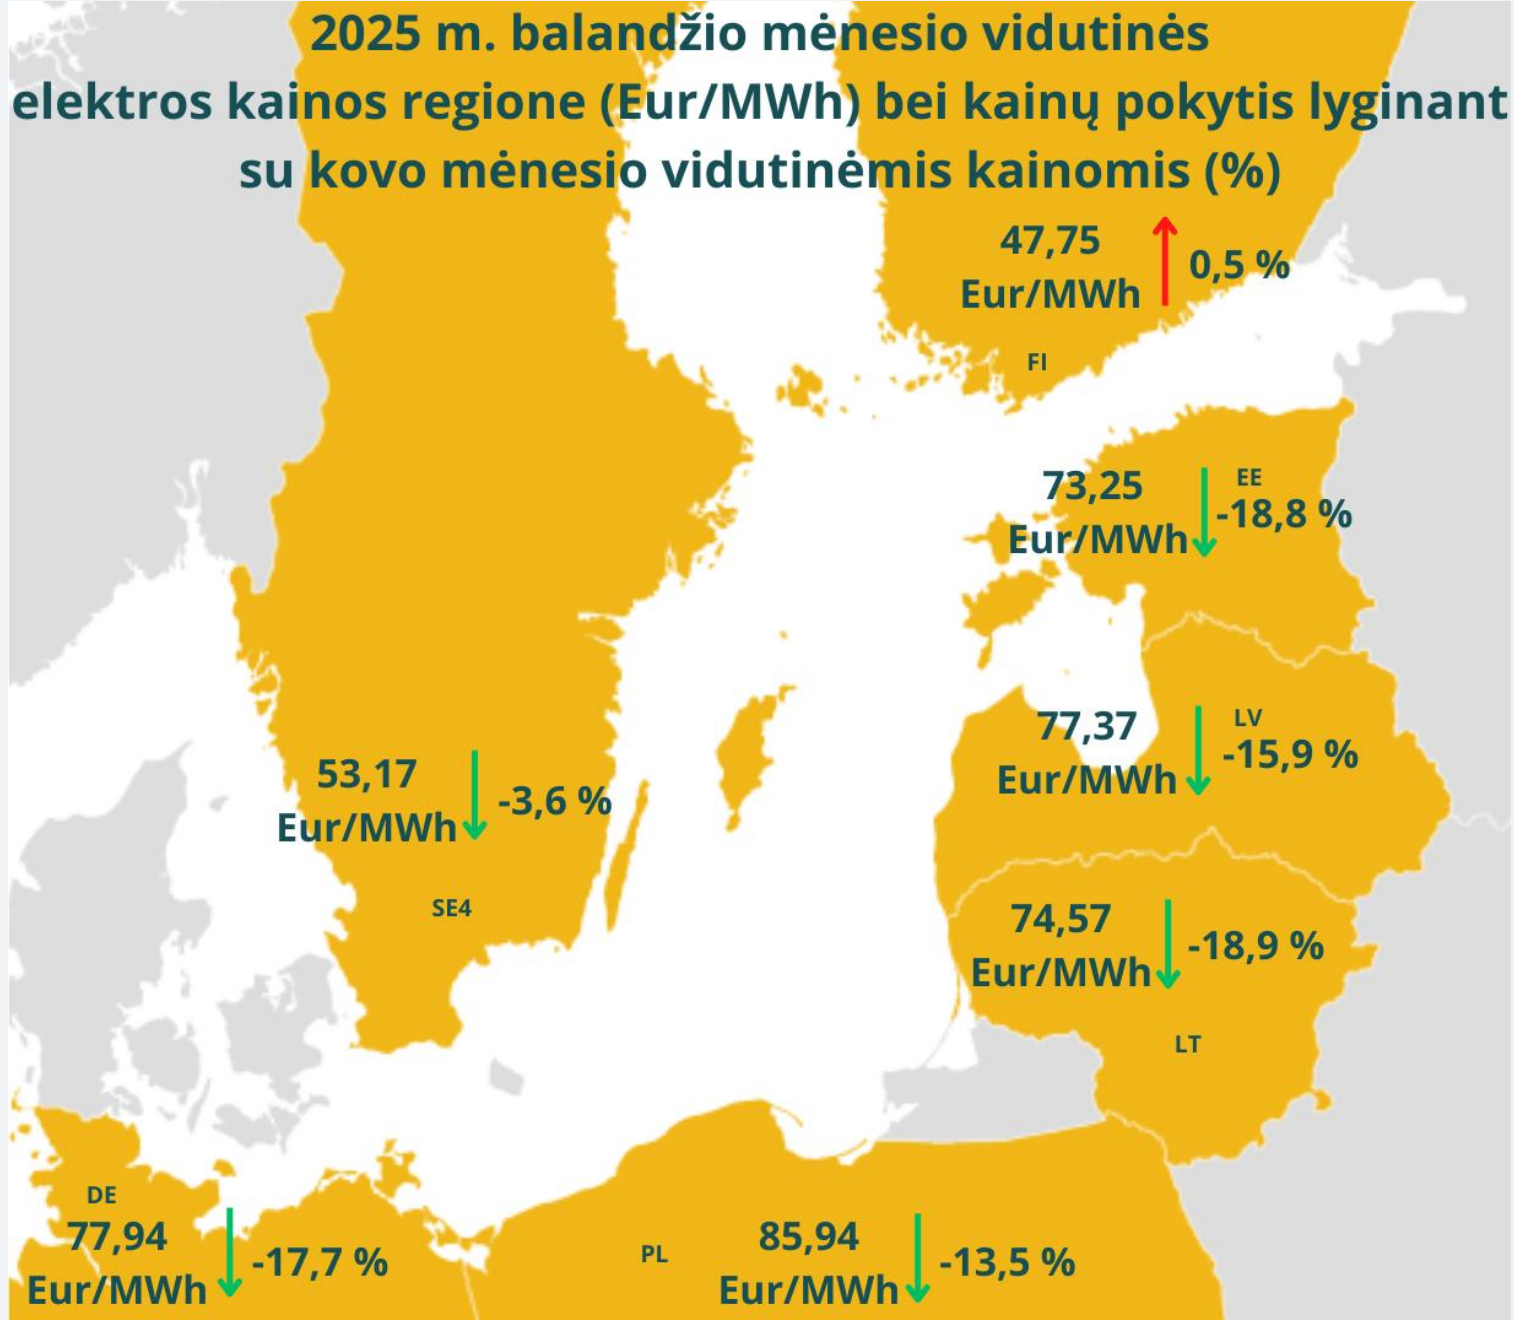 2025 m. balandžio mėnesio vidutinės
elektros kainos regione (Eur/MWh) bei kainų pokytis lyginant
su kovo mėnesio vidutinėmis kainomis (%)
47,75
Eur/MWh
0,5 %
FI
73,25
Eur/MWh
EE
-18,8 %
77,37
Eur/MWh
LV
-15,9 %
53,17
Eur/MWh
-3,6 %
SE4
74,57
Eur/MWh
-18,9 %
LT
DE
77,94
Eur/MWh
-17,7 %
PL
85,94
Eur/MWh
-13,5 %